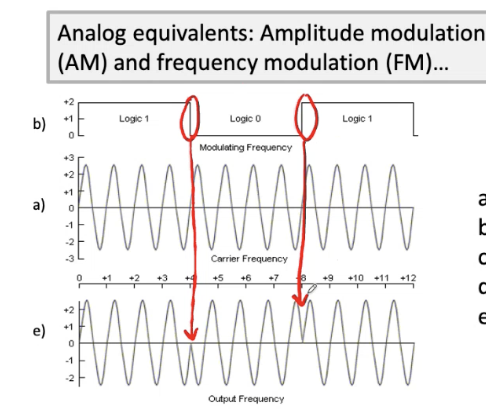 Analog equivalents: Amplitude modulation
(AM) and frequency modulation (FM)...
b)
+2
+1
0
Logic 1 Logic 0 Logic 1
Modulating Frequency
a)
+3
+2
+1
0
-1
-2
-3
Carrier Frequency
0 +1 +2 +3 +4 +5 +6 +7 +8 +9 +10 +11 +12
e)
+2
+1
0
-1
-2
Output Frequency
a
b
c
d
e